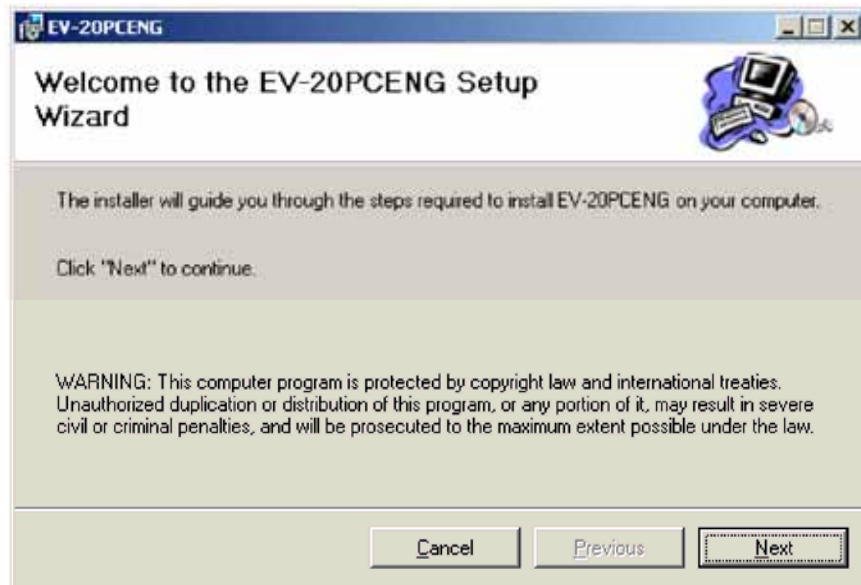 EV-20PCENG
Welcome to the EV-20PCENG Setup
Wizard
The installer will guide you through the steps required to install EV-20PCENG on your computer.
Click "Next" to continue.
WARNING: This computer program is protected by copyright law and international treaties.
Unauthorized duplication or distribution of this program, or any portion of it, may result in severe
civil or criminal penalties, and will be prosecuted to the maximum extent possible under the law.
Cancel
Previous
Next